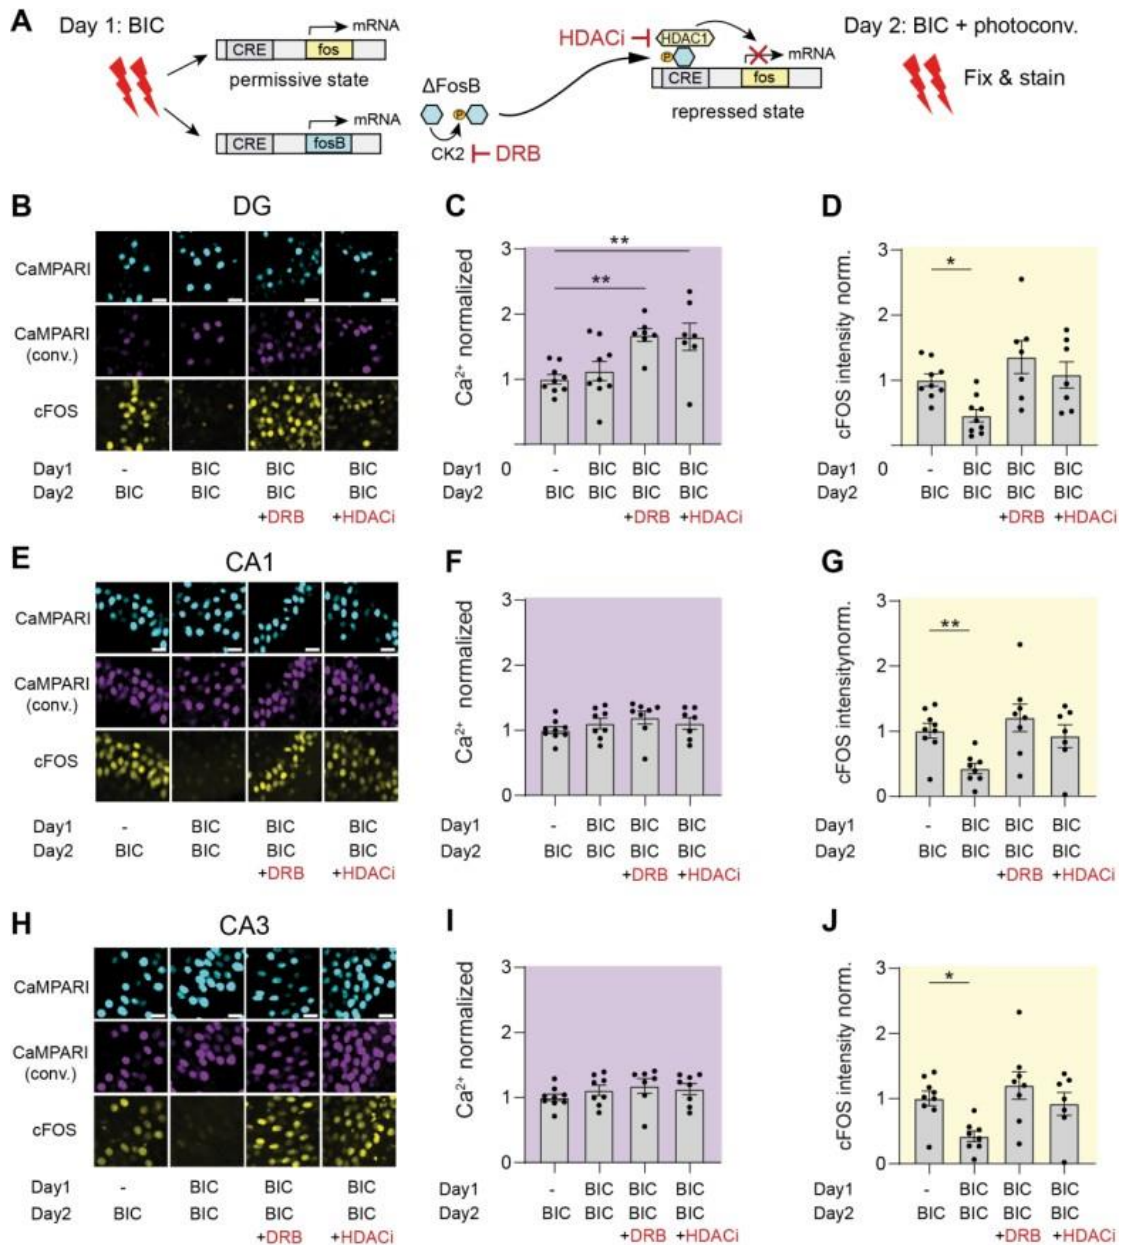 A
Day 1: BIC
mRNA
CRE
fos
permissive state
mRNA
CRE
fosB
ΔFosB
P
CK2
DRB
HDACi
HDAC1
P
mRNA
CRE
fos
repressed state
Day 2: BIC + photoconv.
Fix & stain
B
DG
CaMPARI
CaMPARI
(conv.)
cFOS
Day1 - BIC BIC BIC
Day2 BIC BIC BIC BIC
+DRB +HDACi
C
Ca²⁺ normalized
3
2
1
0
**
**
Day1 - BIC BIC BIC
Day2 BIC BIC BIC BIC
+DRB +HDACi
D
cFOS intensity norm.
3
2
1
0
*
Day1 - BIC BIC BIC
Day2 BIC BIC BIC BIC
+DRB +HDACi
E
CA1
CaMPARI
CaMPARI
(conv.)
cFOS
Day1 - BIC BIC BIC
Day2 BIC BIC BIC BIC
+DRB +HDACi
F
Ca²⁺ normalized
3
2
1
0
Day1 - BIC BIC BIC
Day2 BIC BIC BIC BIC
+DRB +HDACi
G
cFOS intensitynorm.
3
2
1
0
**
Day1 - BIC BIC BIC
Day2 BIC BIC BIC BIC
+DRB +HDACi
H
CA3
CaMPARI
CaMPARI
(conv.)
cFOS
Day1 - BIC BIC BIC
Day2 BIC BIC BIC BIC
+DRB +HDACi
I
Ca²⁺ normalized
3
2
1
0
Day1 - BIC BIC BIC
Day2 BIC BIC BIC BIC
+DRB +HDACi
J
cFOS intensity norm.
3
2
1
0
*
Day1 - BIC BIC BIC
Day2 BIC BIC BIC BIC
+DRB +HDACi